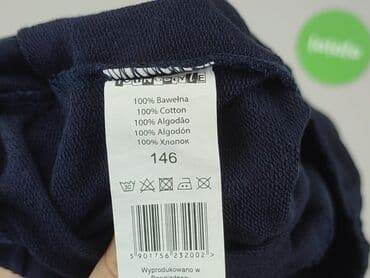 100% Bawełna
100% Cotton
100% Algodão
100% Algodón
100% Хлопок
146
5 901756 232002 >
Wyprodukowano w